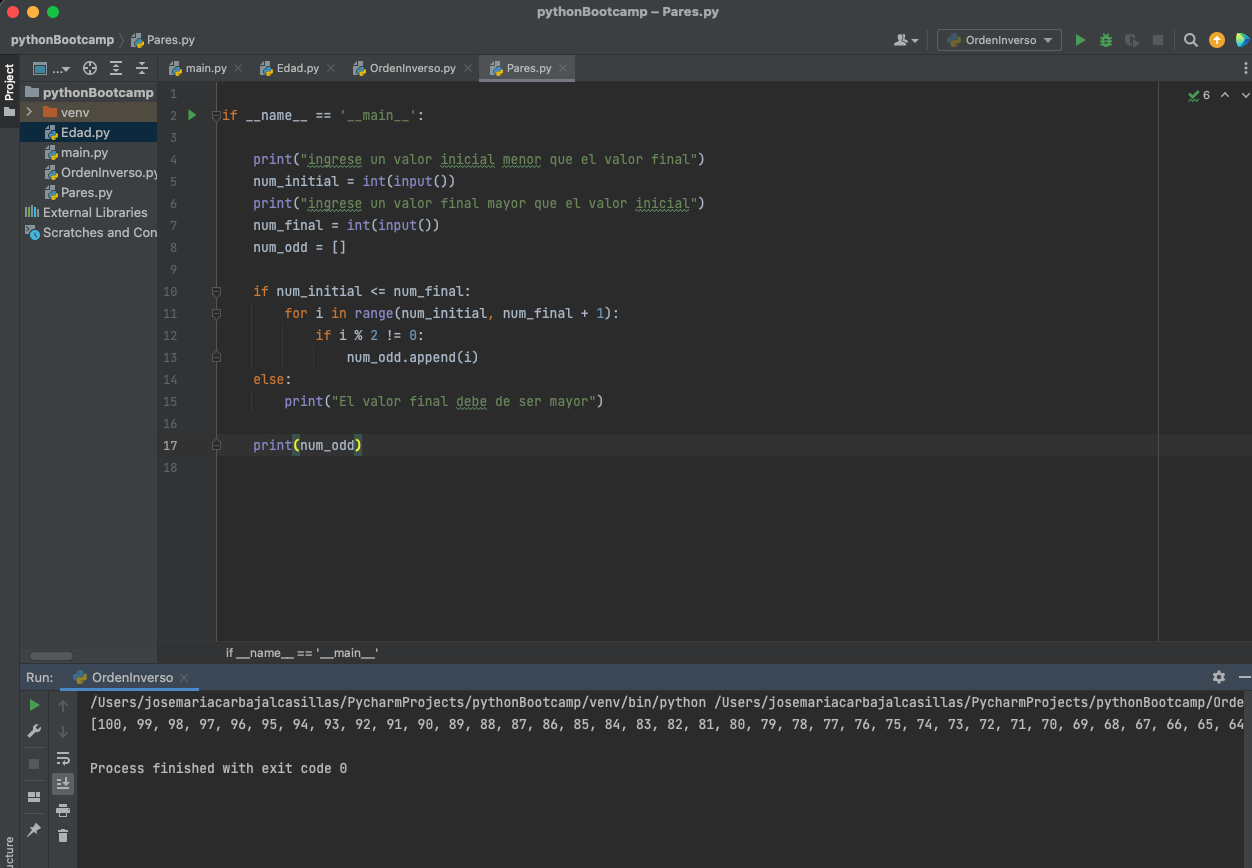 pythonBootcamp – Pares.py
pythonBootcamp Pares.py
OrdenInverso
Project
...
main.py Edad.py OrdenInverso.py Pares.py
pythonBootcamp
venv
Edad.py
main.py
OrdenInverso.py
Pares.py
External Libraries
Scratches and Con
6
1
2 if __name__ == '__main__':
3
4 print("ingrese un valor inicial menor que el valor final")
5 num_initial = int(input())
6 print("ingrese un valor final mayor que el valor inicial")
7 num_final = int(input())
8 num_odd = []
9
10 if num_initial <= num_final:
11 for i in range(num_initial, num_final + 1):
12 if i % 2 != 0:
13 num_odd.append(i)
14 else:
15 print("El valor final debe de ser mayor")
16
17 print(num_odd)
18
if __name__ == '__main__'
Run: OrdenInverso
/Users/josemariacarbajalcasillas/PycharmProjects/pythonBootcamp/venv/bin/python /Users/josemariacarbajalcasillas/PycharmProjects/pythonBootcamp/Orde
[100, 99, 98, 97, 96, 95, 94, 93, 92, 91, 90, 89, 88, 87, 86, 85, 84, 83, 82, 81, 80, 79, 78, 77, 76, 75, 74, 73, 72, 71, 70, 69, 68, 67, 66, 65, 64
Process finished with exit code 0
ucture